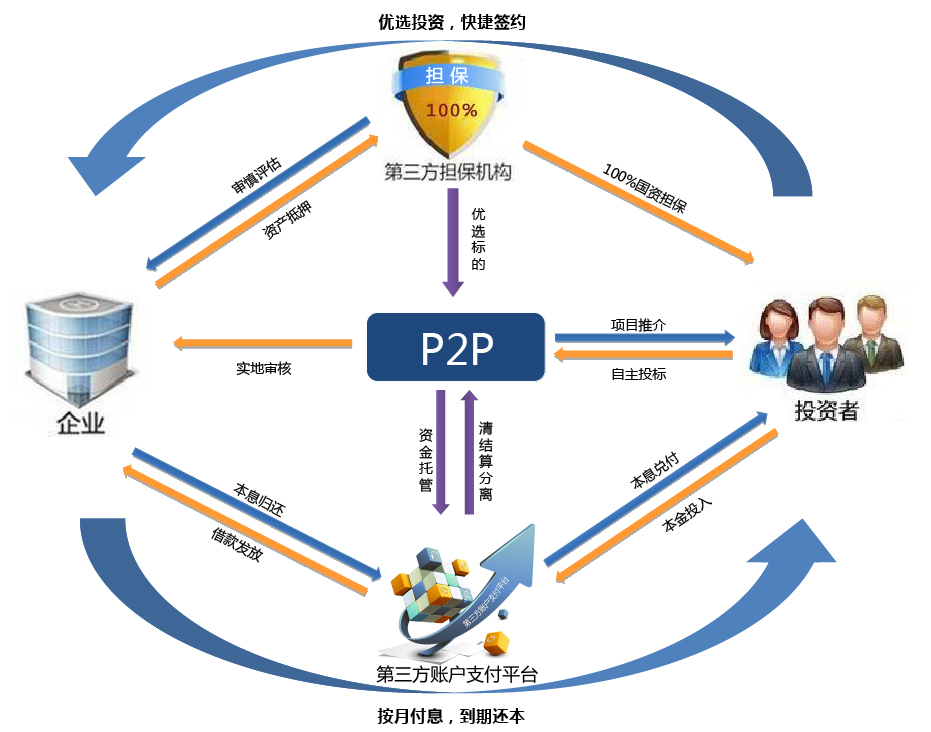 优选投资，快捷签约
担保
100%
第三方担保机构
审慎评估
资产抵押
100%国资担保
优选标的
P2P
项目推介
自主投标
实地审核
企业
投资者
资金托管
清结算分离
本息归还
借款发放
本息兑付
本金投入
第三方账户支付平台
第三方账户支付平台
按月付息，到期还本